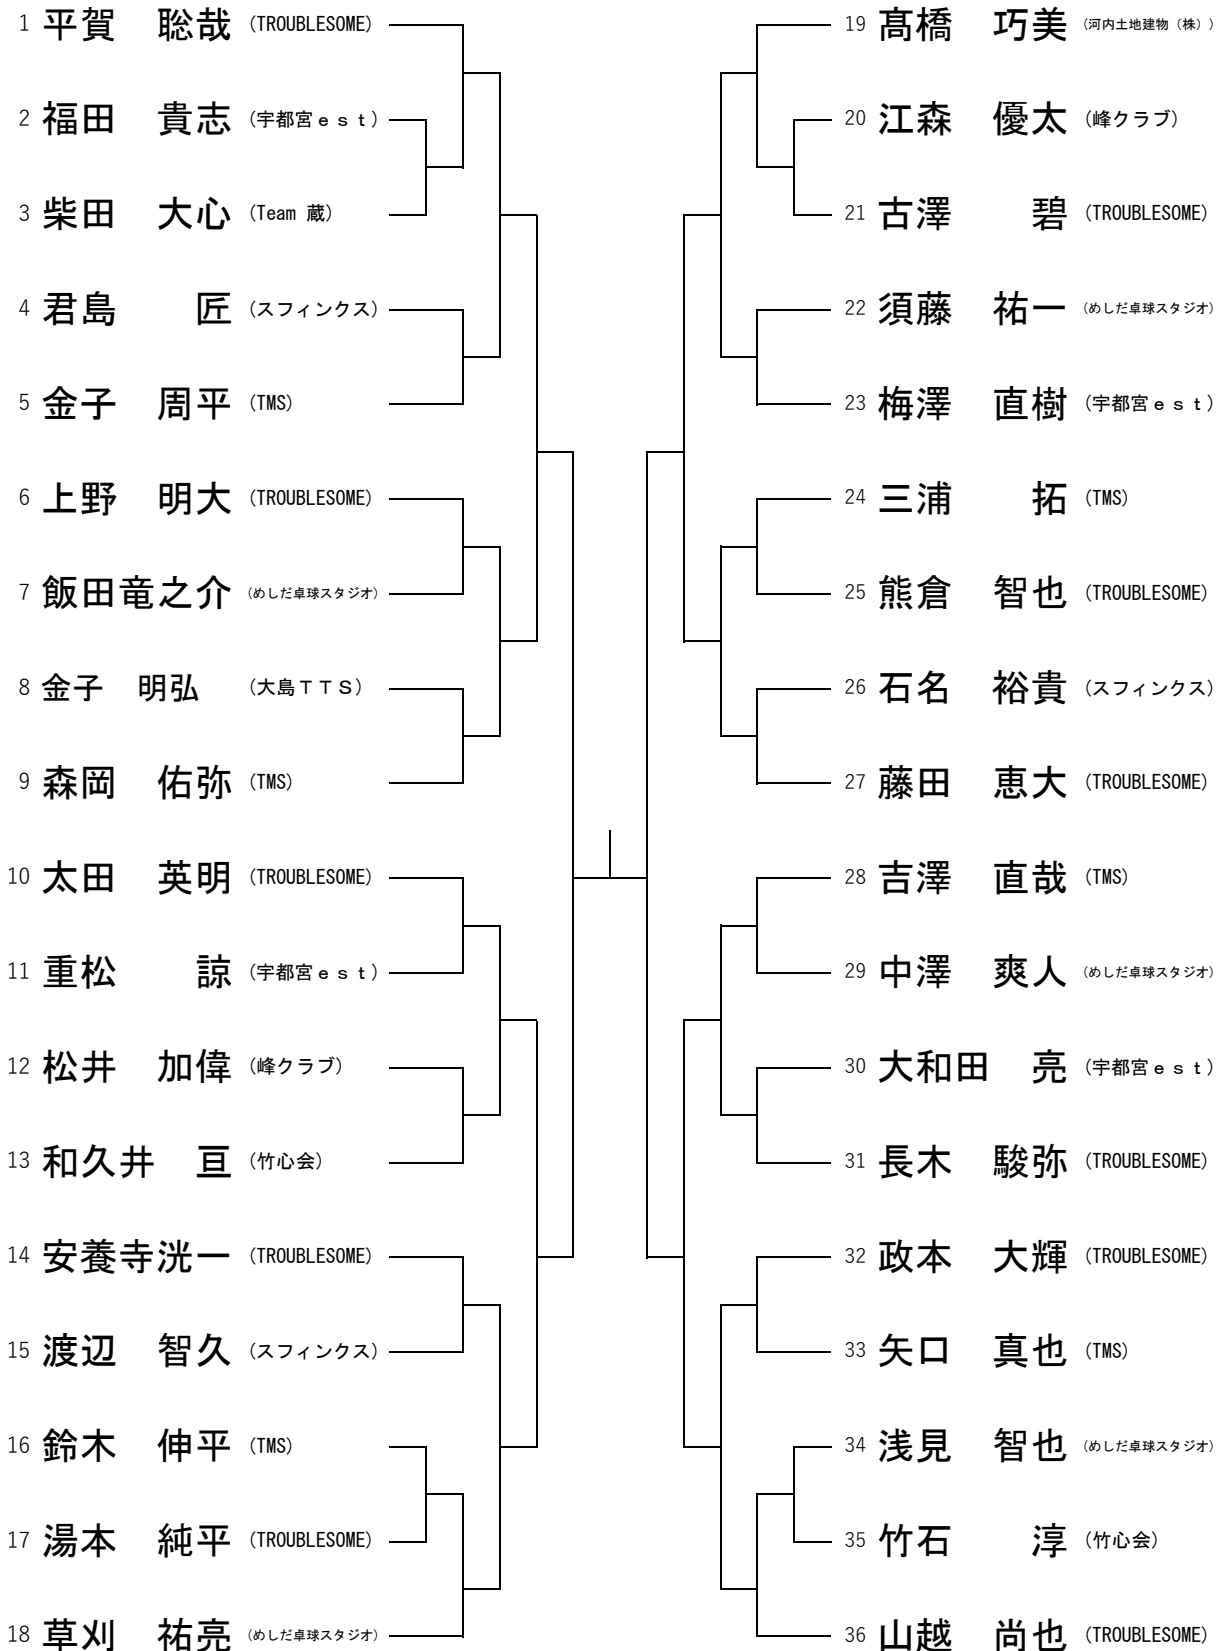 1 平賀　聡哉 (TROUBLESOME)
2 福田　貴志 (宇都宮ｅｓｔ)
3 柴田　大心 (Team 蔵)
4 君島　　匠 (スフィンクス)
5 金子　周平 (TMS)
6 上野　明大 (TROUBLESOME)
7 飯田竜之介 (めしだ卓球スタジオ)
8 金子　明弘 (大島ＴＴＳ)
9 森岡　佑弥 (TMS)
10 太田　英明 (TROUBLESOME)
11 重松　　諒 (宇都宮ｅｓｔ)
12 松井　加偉 (峰クラブ)
13 和久井　亘 (竹心会)
14 安養寺洸一 (TROUBLESOME)
15 渡辺　智久 (スフィンクス)
16 鈴木　伸平 (TMS)
17 湯本　純平 (TROUBLESOME)
18 草刈　祐亮 (めしだ卓球スタジオ)
19 髙橋　巧美 (河内土地建物（株）)
20 江森　優太 (峰クラブ)
21 古澤　　碧 (TROUBLESOME)
22 須藤　祐一 (めしだ卓球スタジオ)
23 梅澤　直樹 (宇都宮ｅｓｔ)
24 三浦　　拓 (TMS)
25 熊倉　智也 (TROUBLESOME)
26 石名　裕貴 (スフィンクス)
27 藤田　恵大 (TROUBLESOME)
28 吉澤　直哉 (TMS)
29 中澤　爽人 (めしだ卓球スタジオ)
30 大和田　亮 (宇都宮ｅｓｔ)
31 長木　駿弥 (TROUBLESOME)
32 政本　大輝 (TROUBLESOME)
33 矢口　真也 (TMS)
34 浅見　智也 (めしだ卓球スタジオ)
35 竹石　　淳 (竹心会)
36 山越　尚也 (TROUBLESOME)